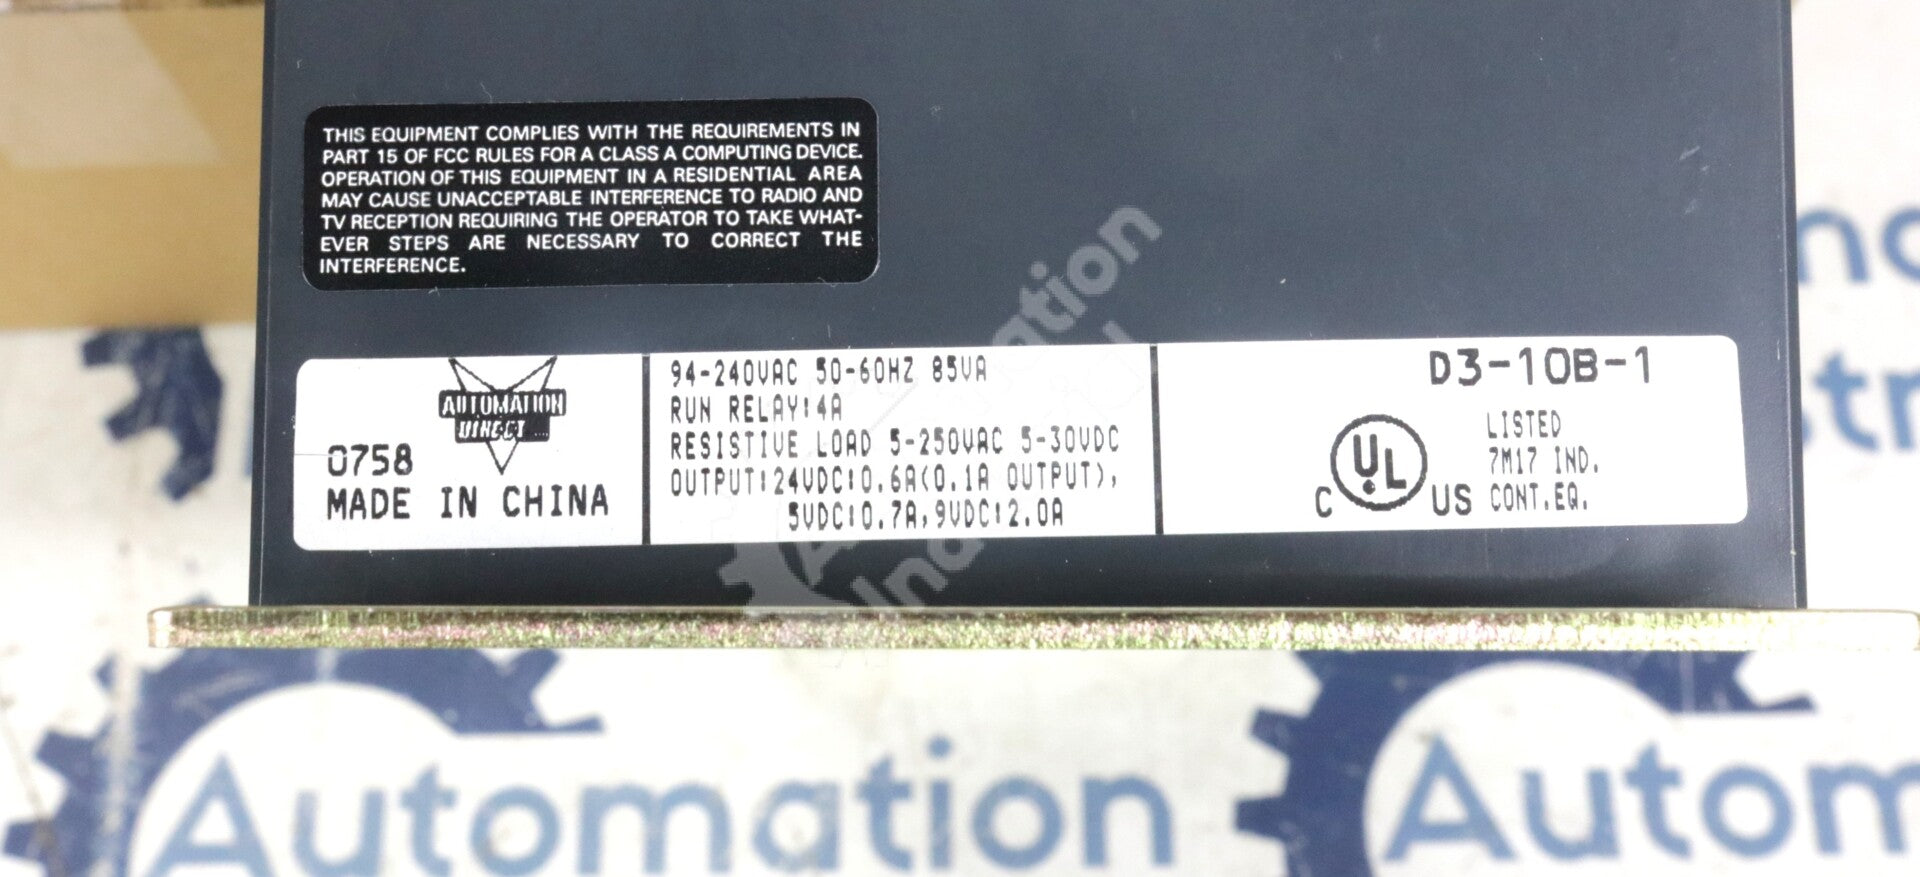 THIS EQUIPMENT COMPLIES WITH THE REQUIREMENTS IN
PART 15 OF FCC RULES FOR A CLASS A COMPUTING DEVICE.
OPERATION OF THIS EQUIPMENT IN A RESIDENTIAL AREA
MAY CAUSE UNACCEPTABLE INTERFERENCE TO RADIO AND
TV RECEPTION REQUIRING THE OPERATOR TO TAKE WHAT-
EVER STEPS ARE NECESSARY TO CORRECT THE
INTERFERENCE.
AUTOMATION
DIRECT
0758
MADE IN CHINA
94-240VAC 50-60HZ 85VA
RUN RELAY:4A
RESISTIVE LOAD 5-250VAC 5-30VDC
OUTPUT:24VDC:0.6A(0.1A OUTPUT),
5VDC:0.7A,9VDC:2.0A
D3-10B-1
C UL US
LISTED
7M17 IND.
CONT.EQ.
Automation
Autom